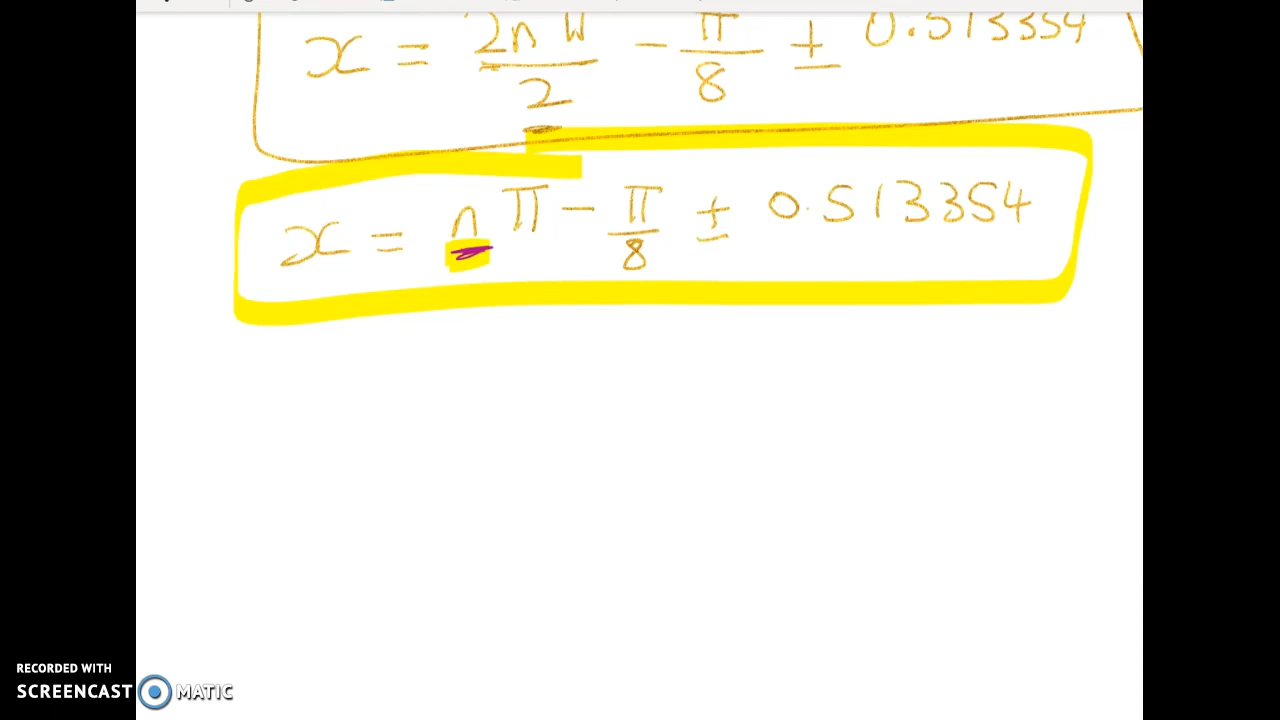 x = 2nπ/2 - π/8 ± 0.513354
x = nπ - π/8 ± 0.513354
RECORDED WITH
SCREENCAST MATIC